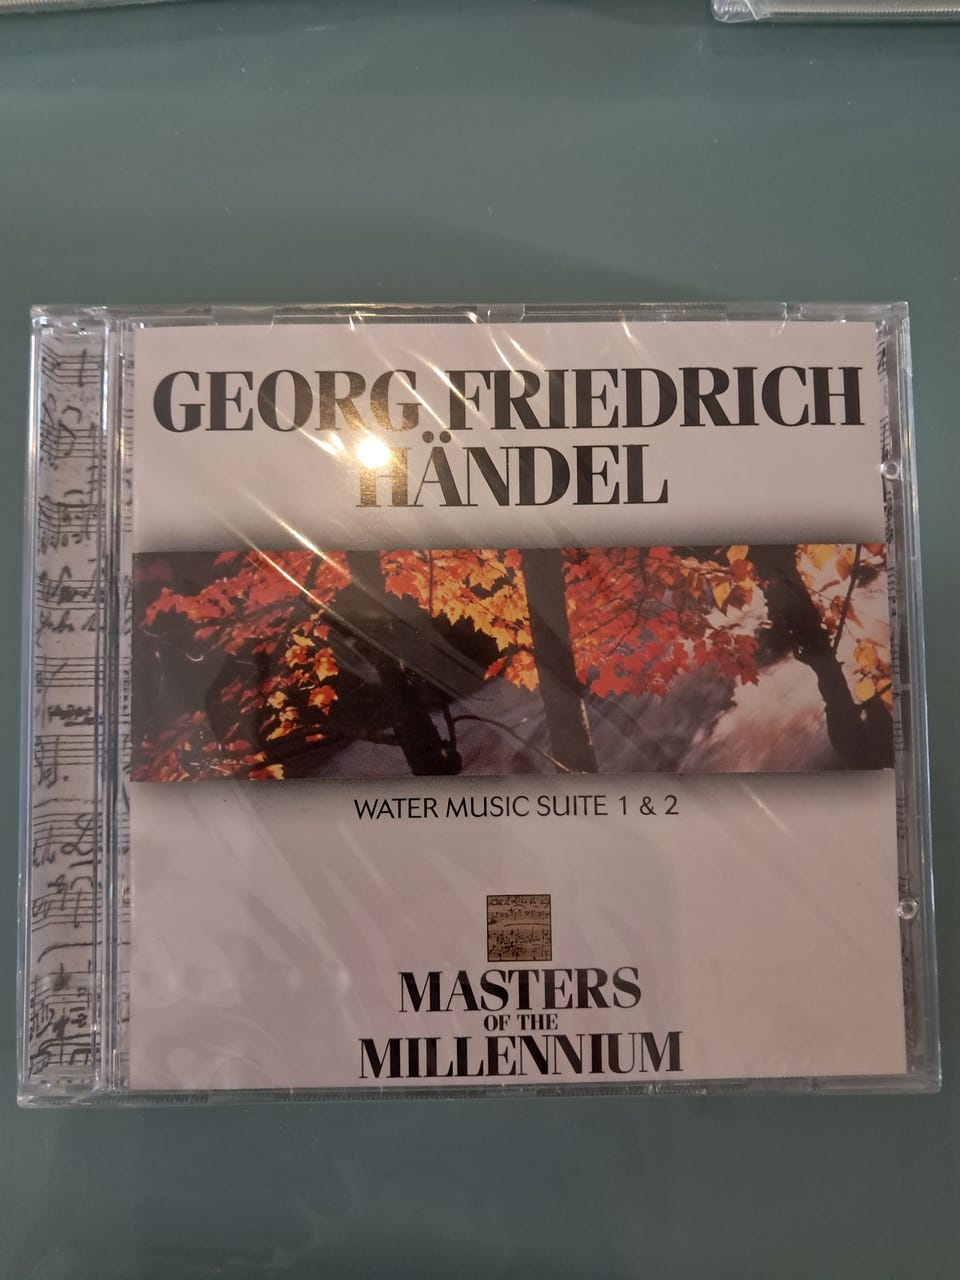 GEORG FRIEDRICH
HÄNDEL
WATER MUSIC SUITE 1 & 2
MASTERS
OF THE
MILLENNIUM